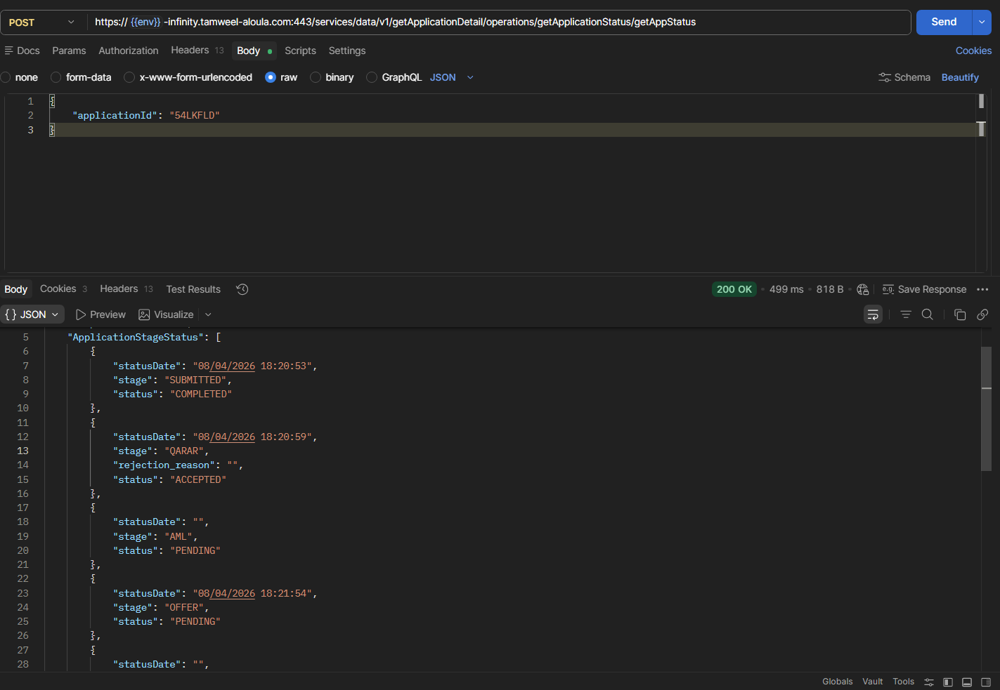 POST https://{{env}}-infinity.tamweel-aloula.com:443/services/data/v1/getApplicationDetail/operations/getApplicationStatus/getAppStatus Send
Docs Params Authorization Headers 13 Body Scripts Settings Cookies
none form-data x-www-form-urlencoded raw binary GraphQL JSON Schema Beautify
1 {
2 "applicationId": "54LKFLD"
3 }
Body Cookies 3 Headers 13 Test Results 200 OK 499 ms 818 B e.g. Save Response
{} JSON Preview Visualize
5 "ApplicationStageStatus": [
6 {
7 "statusDate": "08/04/2026 18:20:53",
8 "stage": "SUBMITTED",
9 "status": "COMPLETED"
10 },
11 {
12 "statusDate": "08/04/2026 18:20:59",
13 "stage": "QARAR",
14 "rejection_reason": "",
15 "status": "ACCEPTED"
16 },
17 {
18 "statusDate": "",
19 "stage": "AML",
20 "status": "PENDING"
21 },
22 {
23 "statusDate": "08/04/2026 18:21:54",
24 "stage": "OFFER",
25 "status": "PENDING"
26 },
27 {
28 "statusDate": "",
Globals Vault Tools